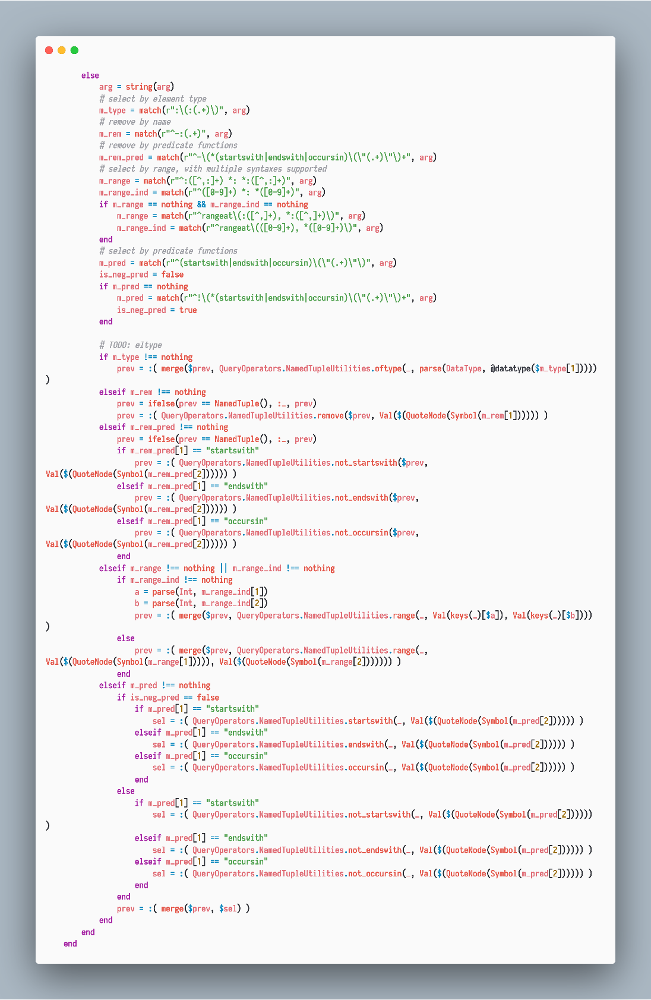 else
arg = string(arg)
# select by element type
m_type = match(r":\(:(.+)\)", arg)
# remove by name
m_rem = match(r"^-:(.+)", arg)
# remove by predicate functions
m_rem_pred = match(r"^-\(*(startswith|endswith|occursin)\(\"(.+)\"\)+", arg)
# select by range, with multiple syntaxes supported
m_range = match(r"^:([^,:]+) *: *:([^,:]+)", arg)
m_range_ind = match(r"^([0-9]+) *: *([0-9]+)", arg)
if m_range == nothing && m_range_ind == nothing
m_range = match(r"^rangeat\(:([^,]+), *:([^,]+)\)", arg)
m_range_ind = match(r"^rangeat\(([0-9]+), *([0-9]+)\)", arg)
end
# select by predicate functions
m_pred = match(r"^(startswith|endswith|occursin)\(\"(.+)\"\)", arg)
is_neg_pred = false
if m_pred == nothing
m_pred = match(r"^!\(*(startswith|endswith|occursin)\(\"(.+)\"\)+", arg)
is_neg_pred = true
end
# TODO: eltype
if m_type !== nothing
prev = :( merge($prev, QueryOperators.NamedTupleUtilities.oftype(_, parse(DataType, @datatype($m_type[1]))))
)
elseif m_rem !== nothing
prev = ifelse(prev == NamedTuple(), :_, prev)
prev = :( QueryOperators.NamedTupleUtilities.remove($prev, Val($(QuoteNode(Symbol(m_rem[1]))))) )
elseif m_rem_pred !== nothing
prev = ifelse(prev == NamedTuple(), :_, prev)
if m_rem_pred[1] == "startswith"
prev = :( QueryOperators.NamedTupleUtilities.not_startswith($prev,
Val($(QuoteNode(Symbol(m_rem_pred[2]))))) )
elseif m_rem_pred[1] == "endswith"
prev = :( QueryOperators.NamedTupleUtilities.not_endswith($prev,
Val($(QuoteNode(Symbol(m_rem_pred[2]))))) )
elseif m_rem_pred[1] == "occursin"
prev = :( QueryOperators.NamedTupleUtilities.not_occursin($prev,
Val($(QuoteNode(Symbol(m_rem_pred[2]))))) )
end
elseif m_range !== nothing || m_range_ind !== nothing
if m_range_ind !== nothing
a = parse(Int, m_range_ind[1])
b = parse(Int, m_range_ind[2])
prev = :( merge($prev, QueryOperators.NamedTupleUtilities.range(_, Val(keys(_)[$a]), Val(keys(_)[$b])))
)
else
prev = :( merge($prev, QueryOperators.NamedTupleUtilities.range(_,
Val($(QuoteNode(Symbol(m_range[1])))), Val($(QuoteNode(Symbol(m_range[2])))))) )
end
elseif m_pred !== nothing
if is_neg_pred == false
if m_pred[1] == "startswith"
sel = :( QueryOperators.NamedTupleUtilities.startswith(_, Val($(QuoteNode(Symbol(m_pred[2]))))) )
elseif m_pred[1] == "endswith"
sel = :( QueryOperators.NamedTupleUtilities.endswith(_, Val($(QuoteNode(Symbol(m_pred[2]))))) )
elseif m_pred[1] == "occursin"
sel = :( QueryOperators.NamedTupleUtilities.occursin(_, Val($(QuoteNode(Symbol(m_pred[2]))))) )
end
else
if m_pred[1] == "startswith"
sel = :( QueryOperators.NamedTupleUtilities.not_startswith(_, Val($(QuoteNode(Symbol(m_pred[2])))))
)
elseif m_pred[1] == "endswith"
sel = :( QueryOperators.NamedTupleUtilities.not_endswith(_, Val($(QuoteNode(Symbol(m_pred[2]))))) )
elseif m_pred[1] == "occursin"
sel = :( QueryOperators.NamedTupleUtilities.not_occursin(_, Val($(QuoteNode(Symbol(m_pred[2]))))) )
end
end
prev = :( merge($prev, $sel) )
end
end
end